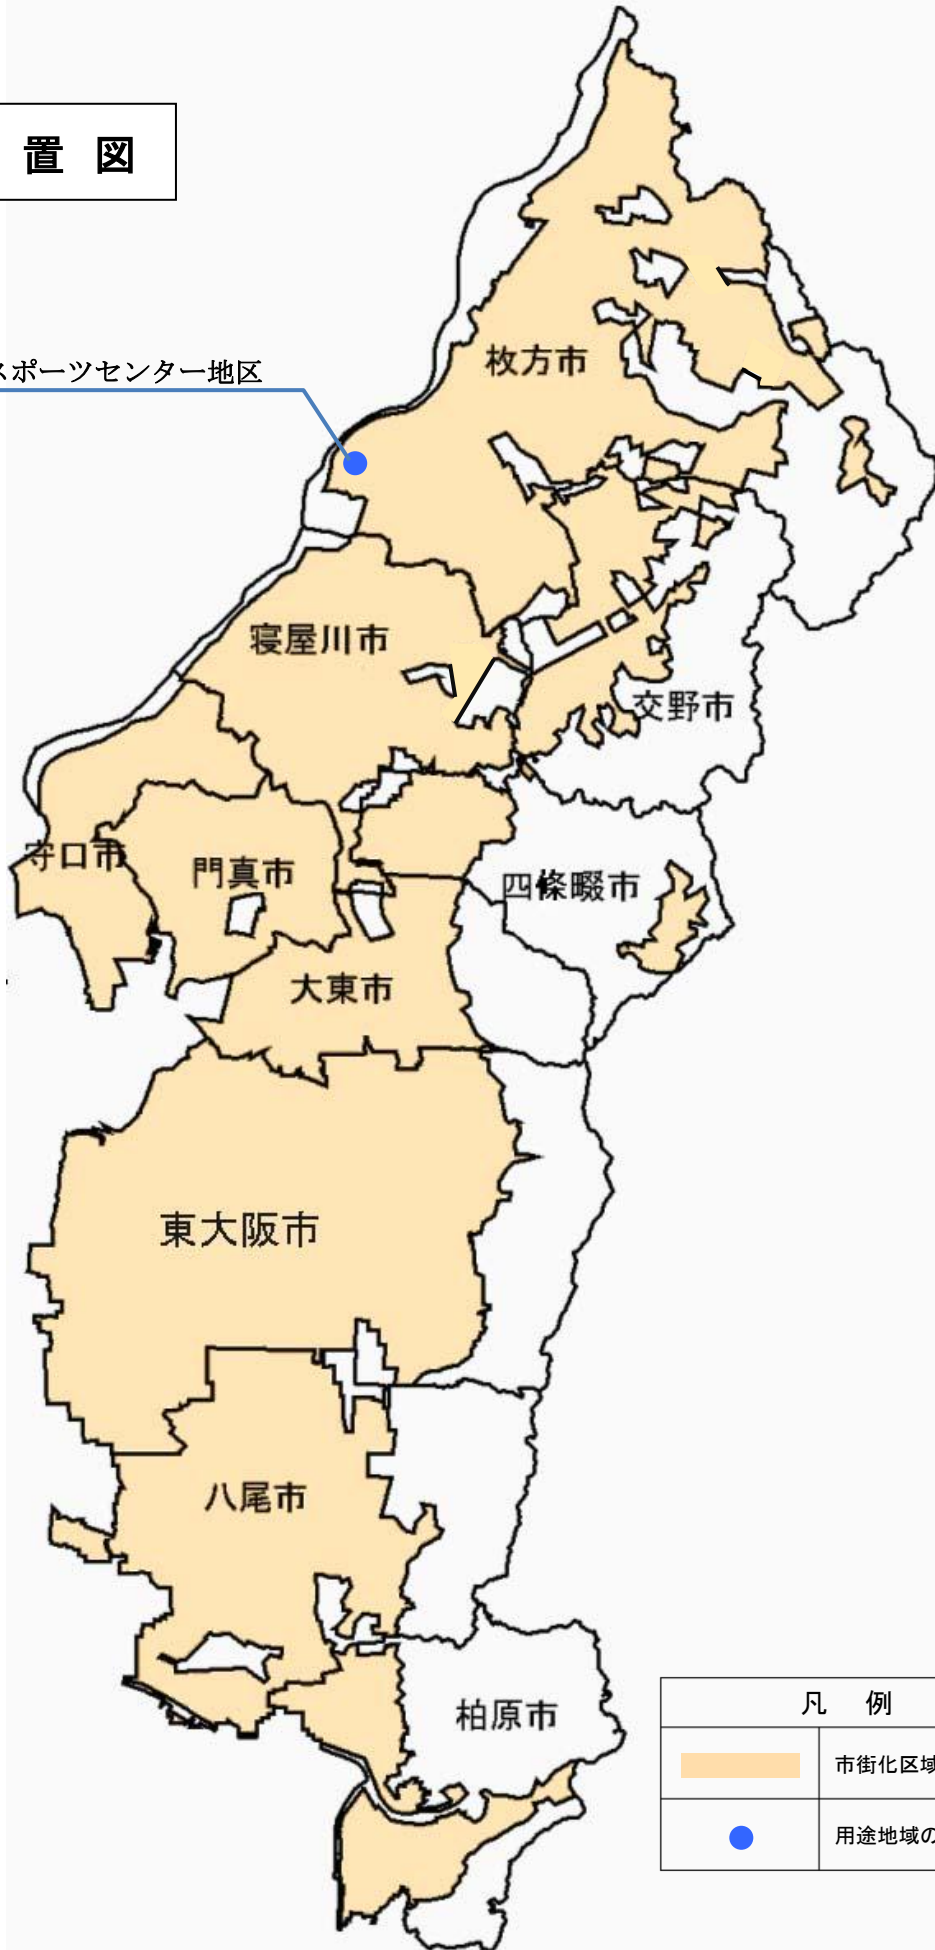 置 図
スポーツセンター地区
枚方市
寝屋川市
交野市
守口市
門真市
四條畷市
大東市
東大阪市
八尾市
柏原市
凡 例
市街化区域
用途地域の